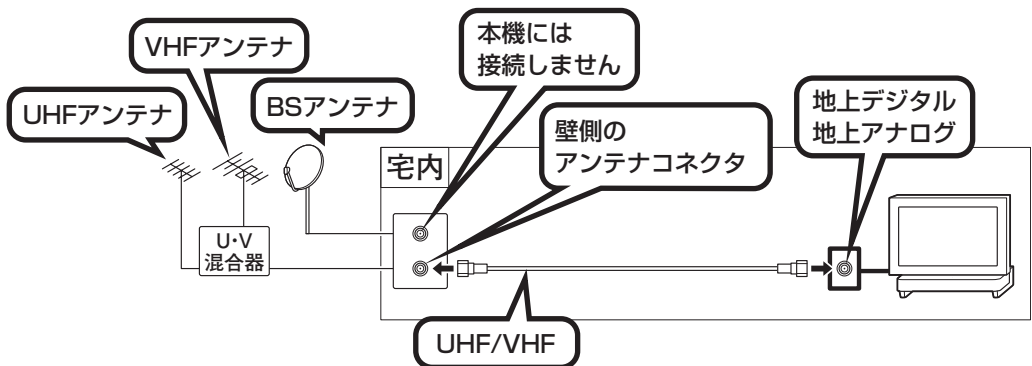 本機には
接続しません
VHFアンテナ
UHFアンテナ
BSアンテナ
壁側の
アンテナコネクタ
地上デジタル
地上アナログ
宅内
U・V
混合器
UHF/VHF